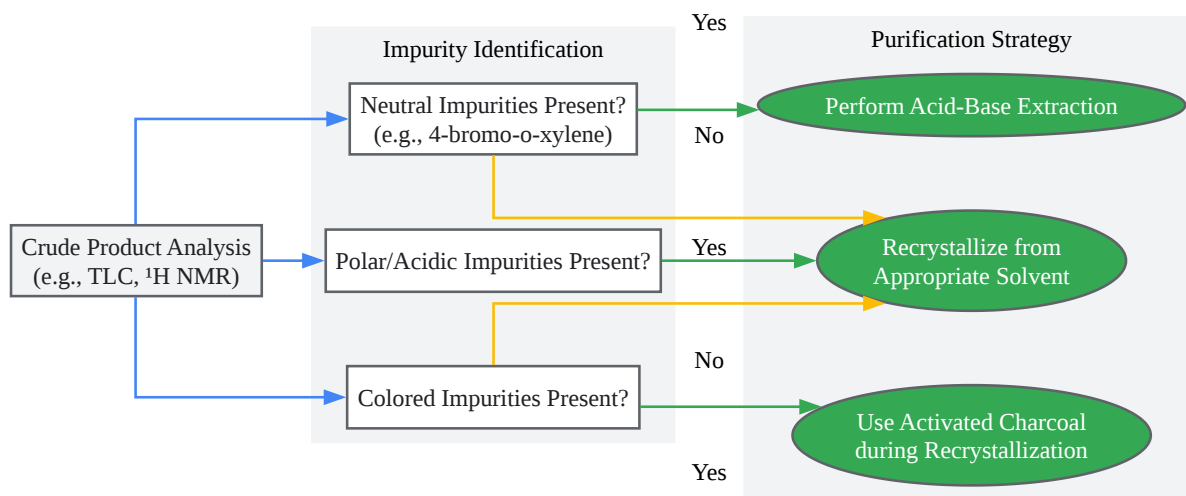 Yes
Impurity Identification
Purification Strategy
Neutral Impurities Present?
(e.g., 4-bromo-o-xylene)
Perform Acid-Base Extraction
No
Crude Product Analysis
(e.g., TLC, ¹H NMR)
Polar/Acidic Impurities Present?
Yes
Recrystallize from
Appropriate Solvent
No
Colored Impurities Present?
Use Activated Charcoal
during Recrystallization
Yes